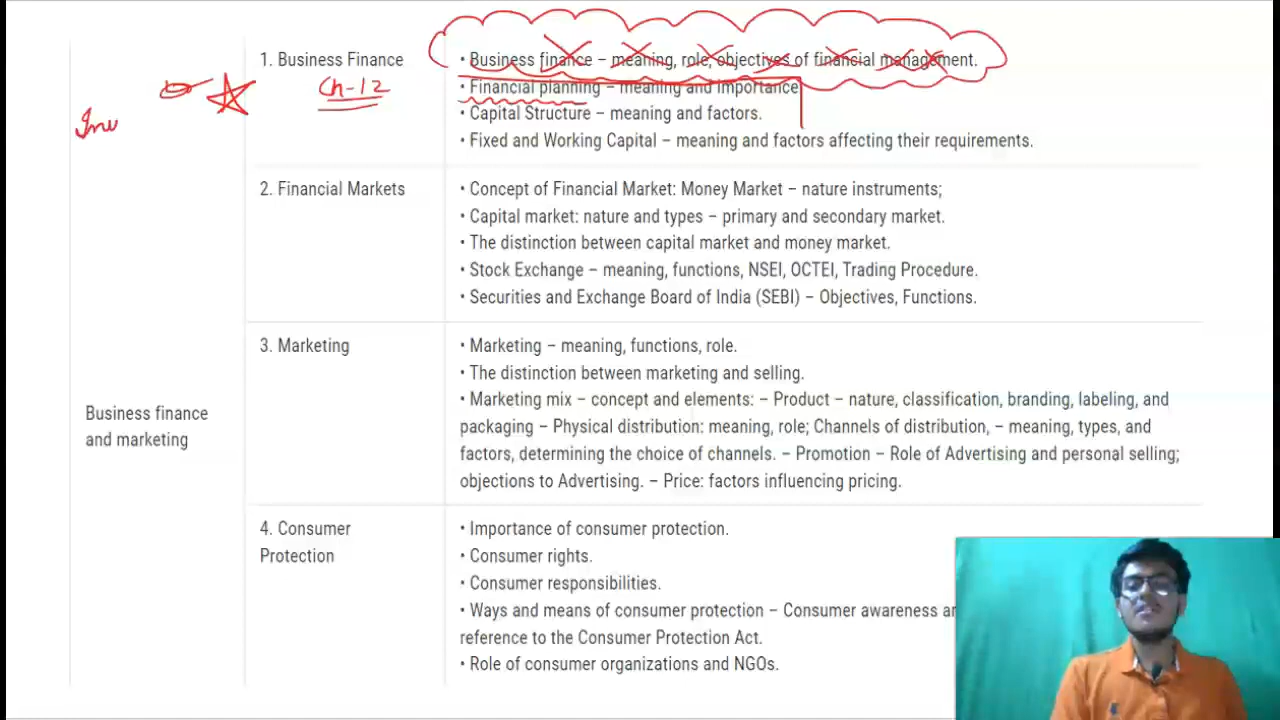 1. Business Finance
• Business finance – meaning, role, objectives of financial management.
Ch-12
• Financial planning – meaning and importance
Inv
• Capital Structure – meaning and factors.
• Fixed and Working Capital – meaning and factors affecting their requirements.
2. Financial Markets
• Concept of Financial Market: Money Market – nature instruments;
• Capital market: nature and types – primary and secondary market.
• The distinction between capital market and money market.
• Stock Exchange – meaning, functions, NSEI, OCTEI, Trading Procedure.
• Securities and Exchange Board of India (SEBI) – Objectives, Functions.
3. Marketing
• Marketing – meaning, functions, role.
• The distinction between marketing and selling.
• Marketing mix – concept and elements: – Product – nature, classification, branding, labeling, and
packaging – Physical distribution: meaning, role; Channels of distribution, – meaning, types, and
factors, determining the choice of channels. – Promotion – Role of Advertising and personal selling;
objections to Advertising. – Price: factors influencing pricing.
Business finance
and marketing
4. Consumer
Protection
• Importance of consumer protection.
• Consumer rights.
• Consumer responsibilities.
• Ways and means of consumer protection – Consumer awareness
reference to the Consumer Protection Act.
• Role of consumer organizations and NGOs.